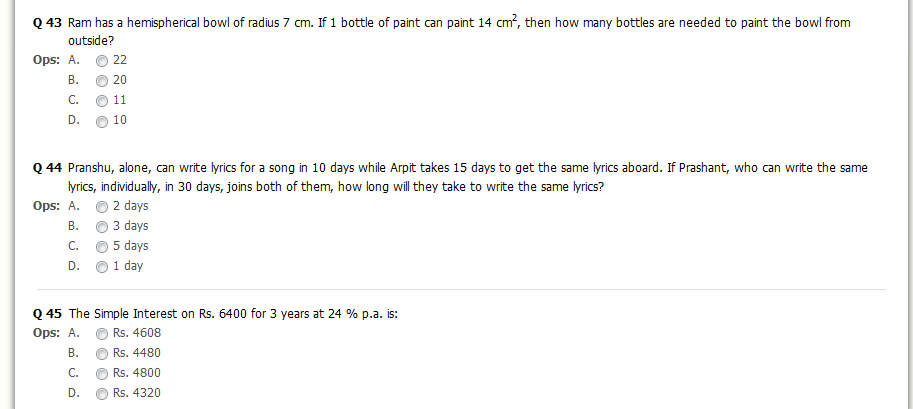 Q 43 Ram has a hemispherical bowl of radius 7 cm. If 1 bottle of paint can paint 14 cm², then how many bottles are needed to paint the bowl from
outside?
Ops: A. 22
B. 20
C. 11
D. 10
Q 44 Pranshu, alone, can write lyrics for a song in 10 days while Arpit takes 15 days to get the same lyrics aboard. If Prashant, who can write the same
lyrics, individually, in 30 days, joins both of them, how long will they take to write the same lyrics?
Ops: A. 2 days
B. 3 days
C. 5 days
D. 1 day
Q 45 The Simple Interest on Rs. 6400 for 3 years at 24 % p.a. is:
Ops: A. Rs. 4608
B. Rs. 4480
C. Rs. 4800
D. Rs. 4320